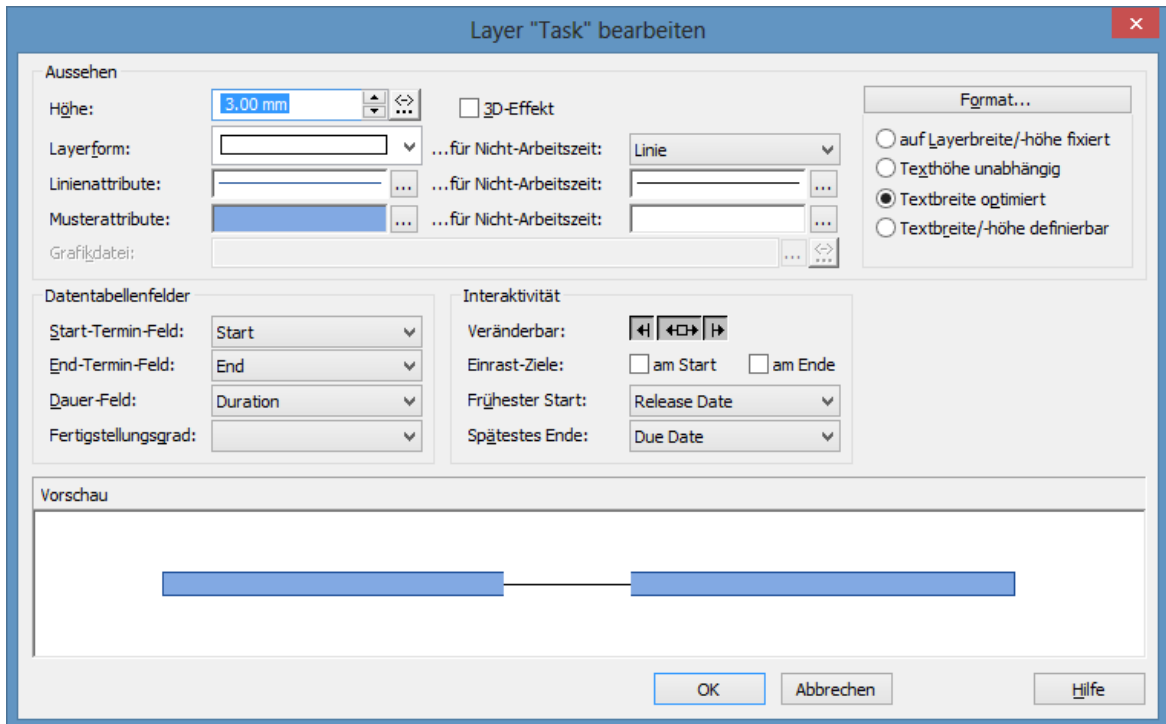 Layer "Task" bearbeiten
Aussehen
Höhe: 3.00 mm 3D-Effekt Format...
Layerform: ...für Nicht-Arbeitszeit: Linie auf Layerbreite/-höhe fixiert
Linienattribute: ... ...für Nicht-Arbeitszeit: ... Texthöhe unabhängig
Musterattribute: ... ...für Nicht-Arbeitszeit: ... Textbreite optimiert
Grafikdatei: ... Textbreite/-höhe definierbar
Datentabellenfelder Interaktivität
Start-Termin-Feld: Start Veränderbar:
End-Termin-Feld: End Einrast-Ziele: am Start am Ende
Dauer-Feld: Duration Frühester Start: Release Date
Fertigstellungsgrad: Spätestes Ende: Due Date
Vorschau
OK Abbrechen Hilfe